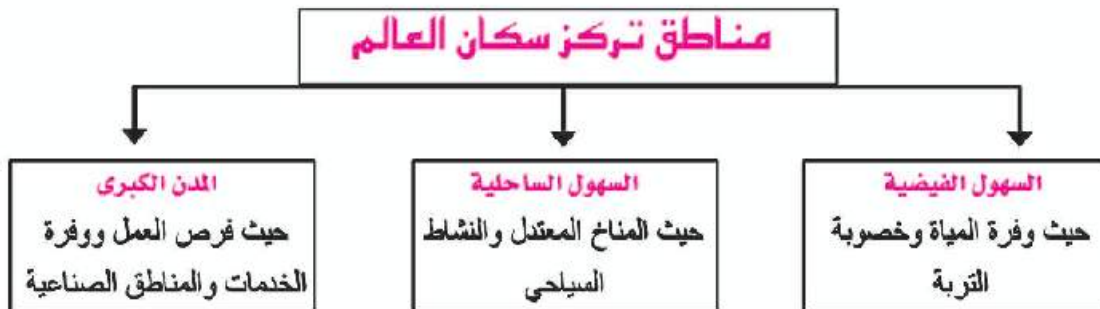 مناطق تركز سكان العالم
السهول الفيضية
حيث وفرة المياة وخصوبة
التربة
السهول الساحلية
حيث المناخ المعتدل والنشاط
السياحي
المدن الكبرى
حيث فرص العمل ووفرة
الخدمات والمناطق الصناعية